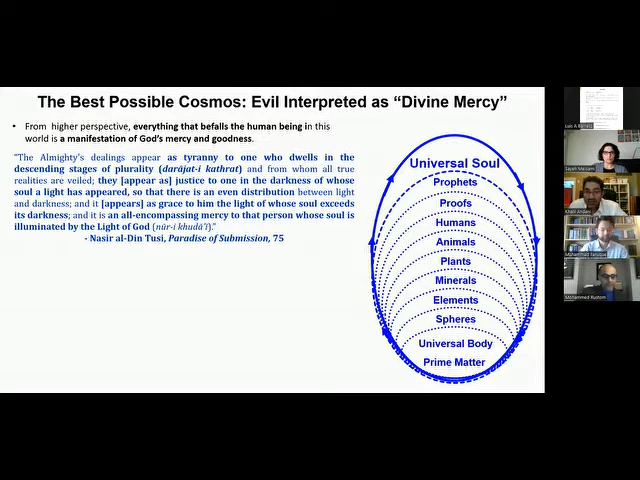 The Best Possible Cosmos: Evil Interpreted as “Divine Mercy”
• From higher perspective, everything that befalls the human being in this
world is a manifestation of God's mercy and goodness.
“The Almighty's dealings appear as tyranny to one who dwells in the
descending stages of plurality (darājat-i kathrat) and from whom all true
realities are veiled; they [appear as] justice to one in the darkness of whose
soul a light has appeared, so that there is an even distribution between light
and darkness; and it [appears] as grace to him the light of whose soul exceeds
its darkness; and it is an all-encompassing mercy to that person whose soul is
illuminated by the Light of God (nūr-i khudā’ī).”
- Nasir al-Din Tusi, Paradise of Submission, 75
Universal Soul
Prophets
Proofs
Humans
Animals
Plants
Minerals
Elements
Spheres
Universal Body
Prime Matter
Khalil Andani
Mohammed Rustom